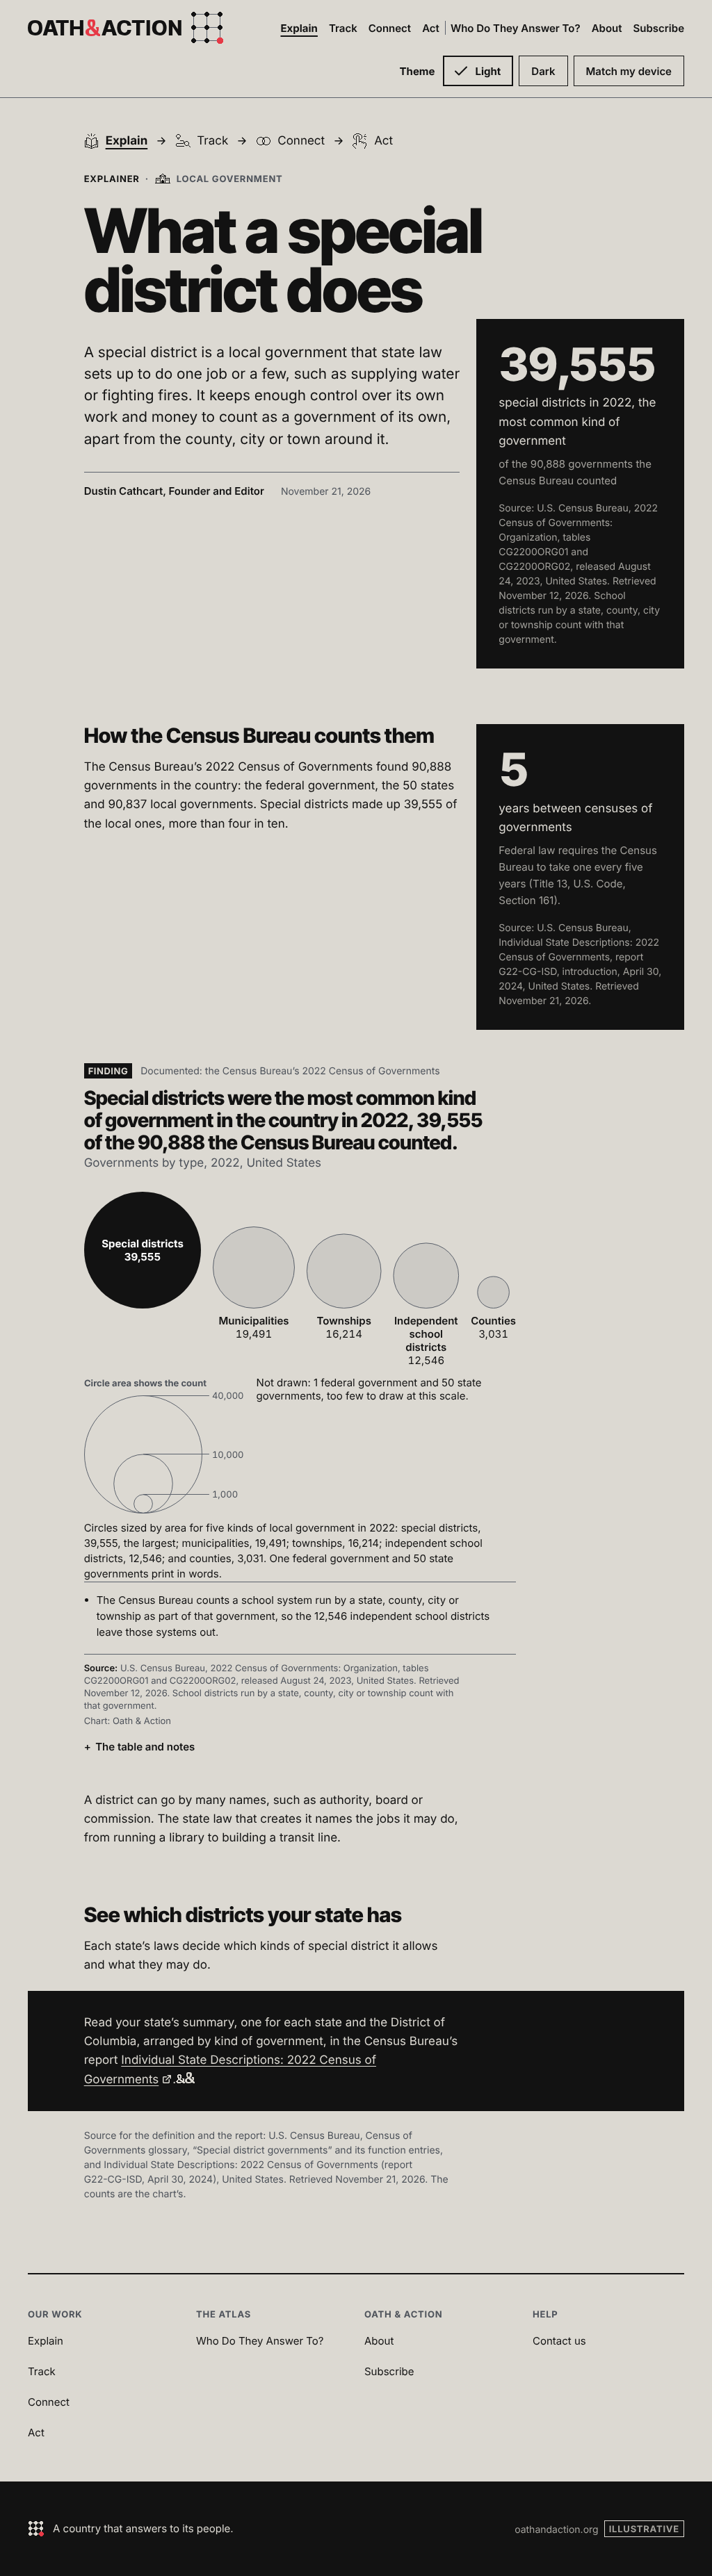 OATH&ACTION
Explain Track Connect Act Who Do They Answer To? About Subscribe
Theme Light Dark Match my device
Explain → Track → Connect → Act
EXPLAINER · LOCAL GOVERNMENT
What a special
district does
A special district is a local government that state law
sets up to do one job or a few, such as supplying water
or fighting fires. It keeps enough control over its own
work and money to count as a government of its own,
apart from the county, city or town around it.
Dustin Cathcart, Founder and Editor November 21, 2026
39,555
special districts in 2022, the
most common kind of
government
of the 90,888 governments the
Census Bureau counted
Source: U.S. Census Bureau, 2022
Census of Governments:
Organization, tables
CG2200ORG01 and
CG2200ORG02, released August
24, 2023, United States. Retrieved
November 12, 2026. School
districts run by a state, county, city
or township count with that
government.
How the Census Bureau counts them
The Census Bureau’s 2022 Census of Governments found 90,888
governments in the country: the federal government, the 50 states
and 90,837 local governments. Special districts made up 39,555 of
the local ones, more than four in ten.
5
years between censuses of
governments
Federal law requires the Census
Bureau to take one every five
years (Title 13, U.S. Code,
Section 161).
Source: U.S. Census Bureau,
Individual State Descriptions: 2022
Census of Governments, report
G22-CG-ISD, introduction, April 30,
2024, United States. Retrieved
November 21, 2026.
FINDING Documented: the Census Bureau’s 2022 Census of Governments
Special districts were the most common kind
of government in the country in 2022, 39,555
of the 90,888 the Census Bureau counted.
Governments by type, 2022, United States
Special districts
39,555
Municipalities
19,491
Townships
16,214
Independent
school
districts
12,546
Counties
3,031
Circle area shows the count
40,000
10,000
1,000
Not drawn: 1 federal government and 50 state
governments, too few to draw at this scale.
Circles sized by area for five kinds of local government in 2022: special districts,
39,555, the largest; municipalities, 19,491; townships, 16,214; independent school
districts, 12,546; and counties, 3,031. One federal government and 50 state
governments print in words.
• The Census Bureau counts a school system run by a state, county, city or
township as part of that government, so the 12,546 independent school districts
leave those systems out.
Source: U.S. Census Bureau, 2022 Census of Governments: Organization, tables
CG2200ORG01 and CG2200ORG02, released August 24, 2023, United States. Retrieved
November 12, 2026. School districts run by a state, county, city or township count with
that government.
Chart: Oath & Action
+ The table and notes
A district can go by many names, such as authority, board or
commission. The state law that creates it names the jobs it may do,
from running a library to building a transit line.
See which districts your state has
Each state’s laws decide which kinds of special district it allows
and what they may do.
Read your state’s summary, one for each state and the District of
Columbia, arranged by kind of government, in the Census Bureau’s
report Individual State Descriptions: 2022 Census of
Governments .&&
Source for the definition and the report: U.S. Census Bureau, Census of
Governments glossary, “Special district governments” and its function entries,
and Individual State Descriptions: 2022 Census of Governments (report
G22-CG-ISD, April 30, 2024), United States. Retrieved November 21, 2026. The
counts are the chart’s.
OUR WORK
Explain
Track
Connect
Act
THE ATLAS
Who Do They Answer To?
OATH & ACTION
About
Subscribe
HELP
Contact us
A country that answers to its people.
oathandaction.org ILLUSTRATIVE